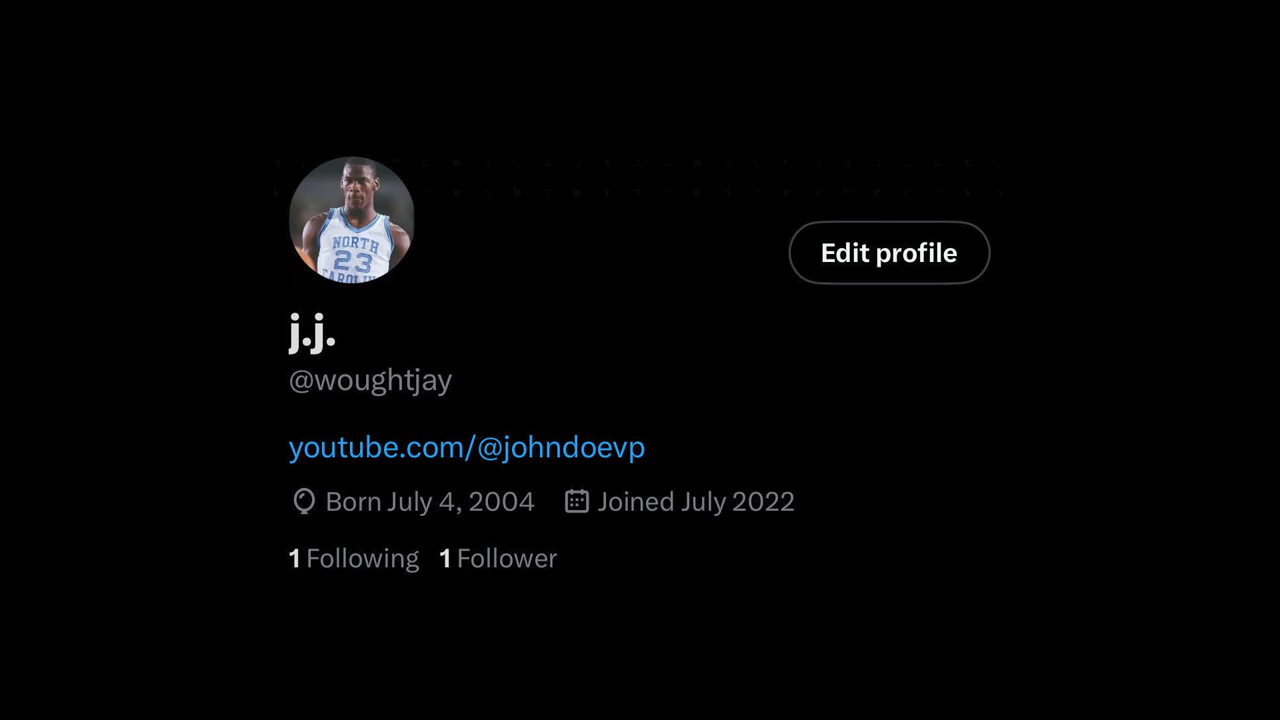 NORTH
23
CAROLINA
Edit profile
j.j.
@woughtjay
youtube.com/@johndoevp
Born July 4, 2004 Joined July 2022
1 Following 1 Follower